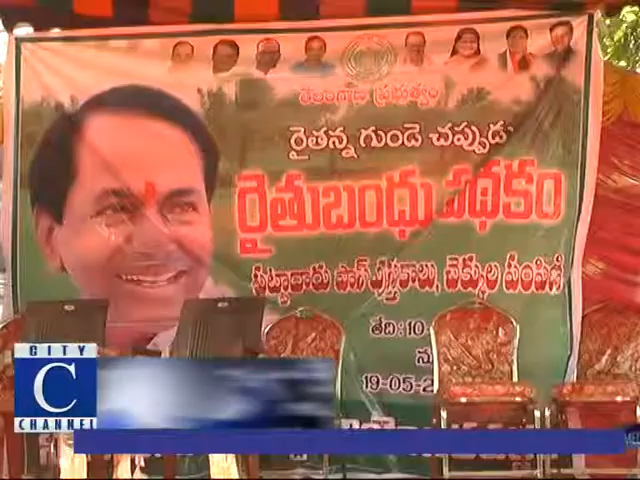 తెలంగాణ ప్రభుత్వం
రైతన్న గుండె చప్పుడు
రైతుబంధు పథకం
పట్టాదారు పాస్ పుస్తకాలు, చెక్కుల పంపిణి
తేది: 10
నుం
19-05-2
CITY
C
CHANNEL